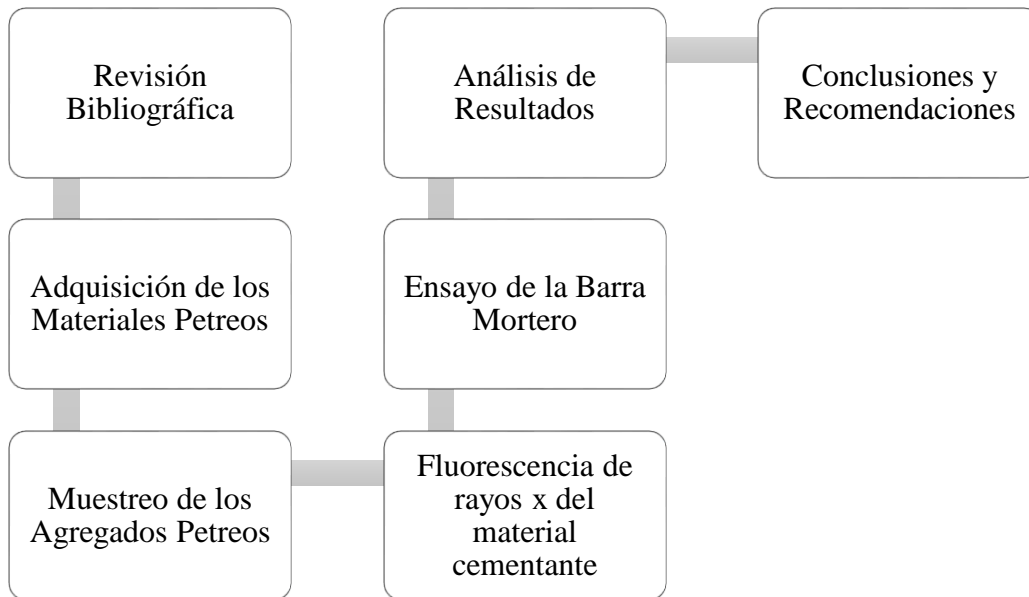 Revisión
Bibliográfica
Adquisición de los
Materiales Petreos
Muestreo de los
Agregados Petreos
Fluorescencia de
rayos x del
material
cementante
Ensayo de la Barra
Mortero
Análisis de
Resultados
Conclusiones y
Recomendaciones